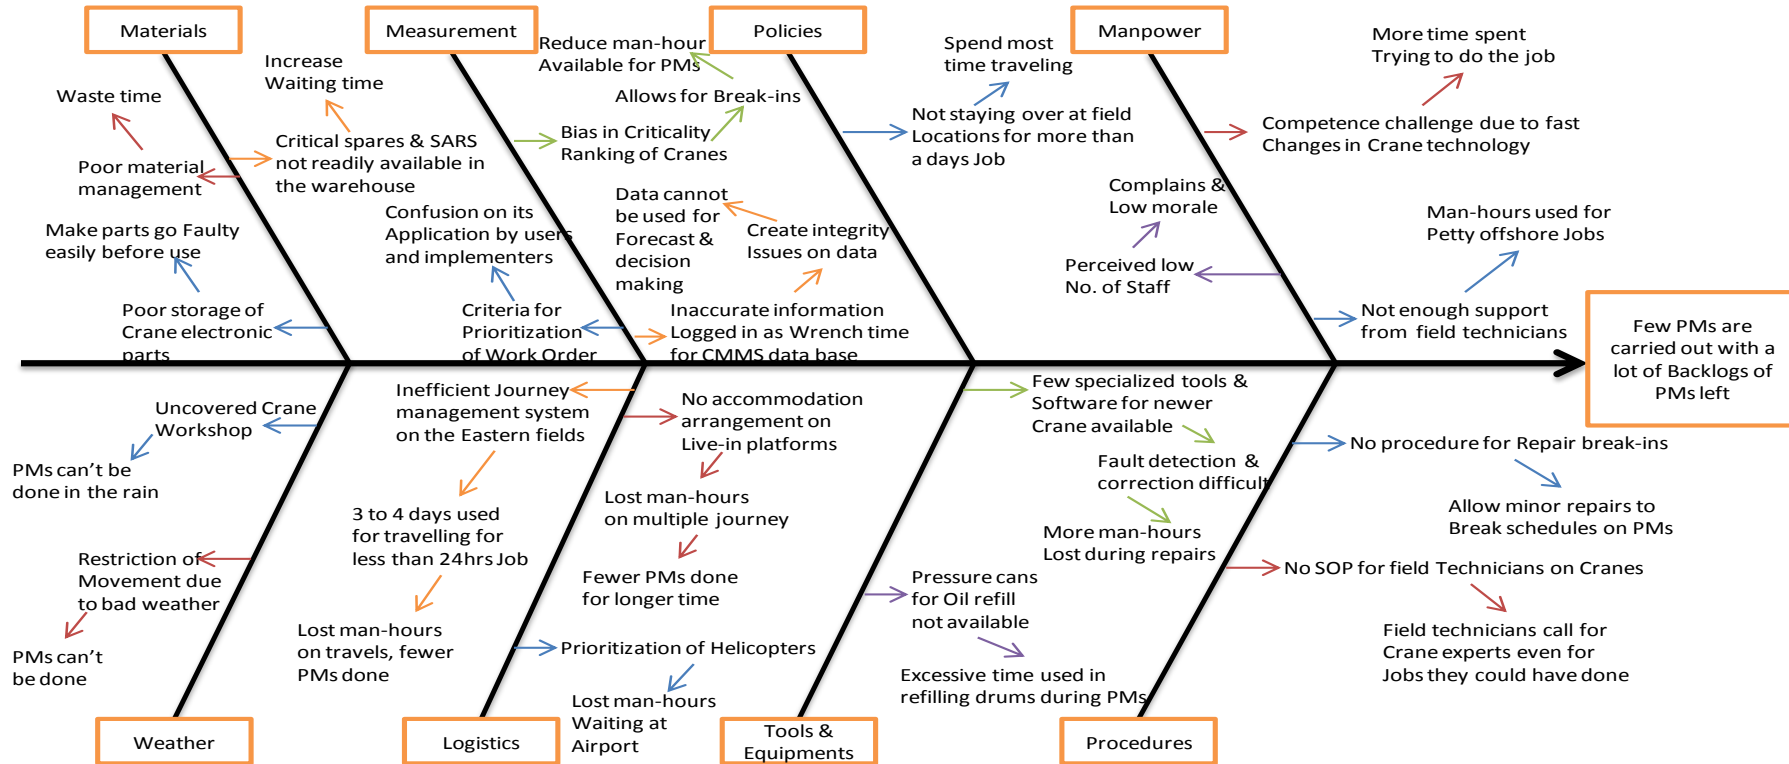 Materials
Measurement
Policies
Manpower
Waste time
Increase
Waiting time
Poor material
management
Critical spares & SARS
not readily available in
the warehouse
Make parts go Faulty
easily before use
Poor storage of
Crane electronic
parts
Reduce man-hour
Available for PMs
Allows for Break-ins
Bias in Criticality
Ranking of Cranes
Confusion on its
Application by users
and implementers
Criteria for
Prioritization
of Work Order
Data cannot
be used for
Forecast &
decision
making
Create integrity
Issues on data
Inaccurate information
Logged in as Wrench time
for CMMS data base
Spend most
time traveling
Not staying over at field
Locations for more than
a days Job
More time spent
Trying to do the job
Competence challenge due to fast
Changes in Crane technology
Complains &
Low morale
Perceived low
No. of Staff
Man-hours used for
Petty offshore Jobs
Not enough support
from field technicians
Few PMs are
carried out with a
lot of Backlogs of
PMs left
Uncovered Crane
Workshop
PMs can’t be
done in the rain
Restriction of
Movement due
to bad weather
PMs can’t
be done
Inefficient Journey
management system
on the Eastern fields
3 to 4 days used
for travelling for
less than 24hrs Job
Lost man-hours
on travels, fewer
PMs done
No accommodation
arrangement on
Live-in platforms
Lost man-hours
on multiple journey
Fewer PMs done
for longer time
Prioritization of Helicopters
Lost man-hours
Waiting at
Airport
Few specialized tools &
Software for newer
Crane available
Fault detection &
correction difficult
More man-hours
Lost during repairs
Pressure cans
for Oil refill
not available
Excessive time used in
refilling drums during PMs
No procedure for Repair break-ins
Allow minor repairs to
Break schedules on PMs
No SOP for field Technicians on Cranes
Field technicians call for
Crane experts even for
Jobs they could have done
Weather
Logistics
Tools &
Equipments
Procedures